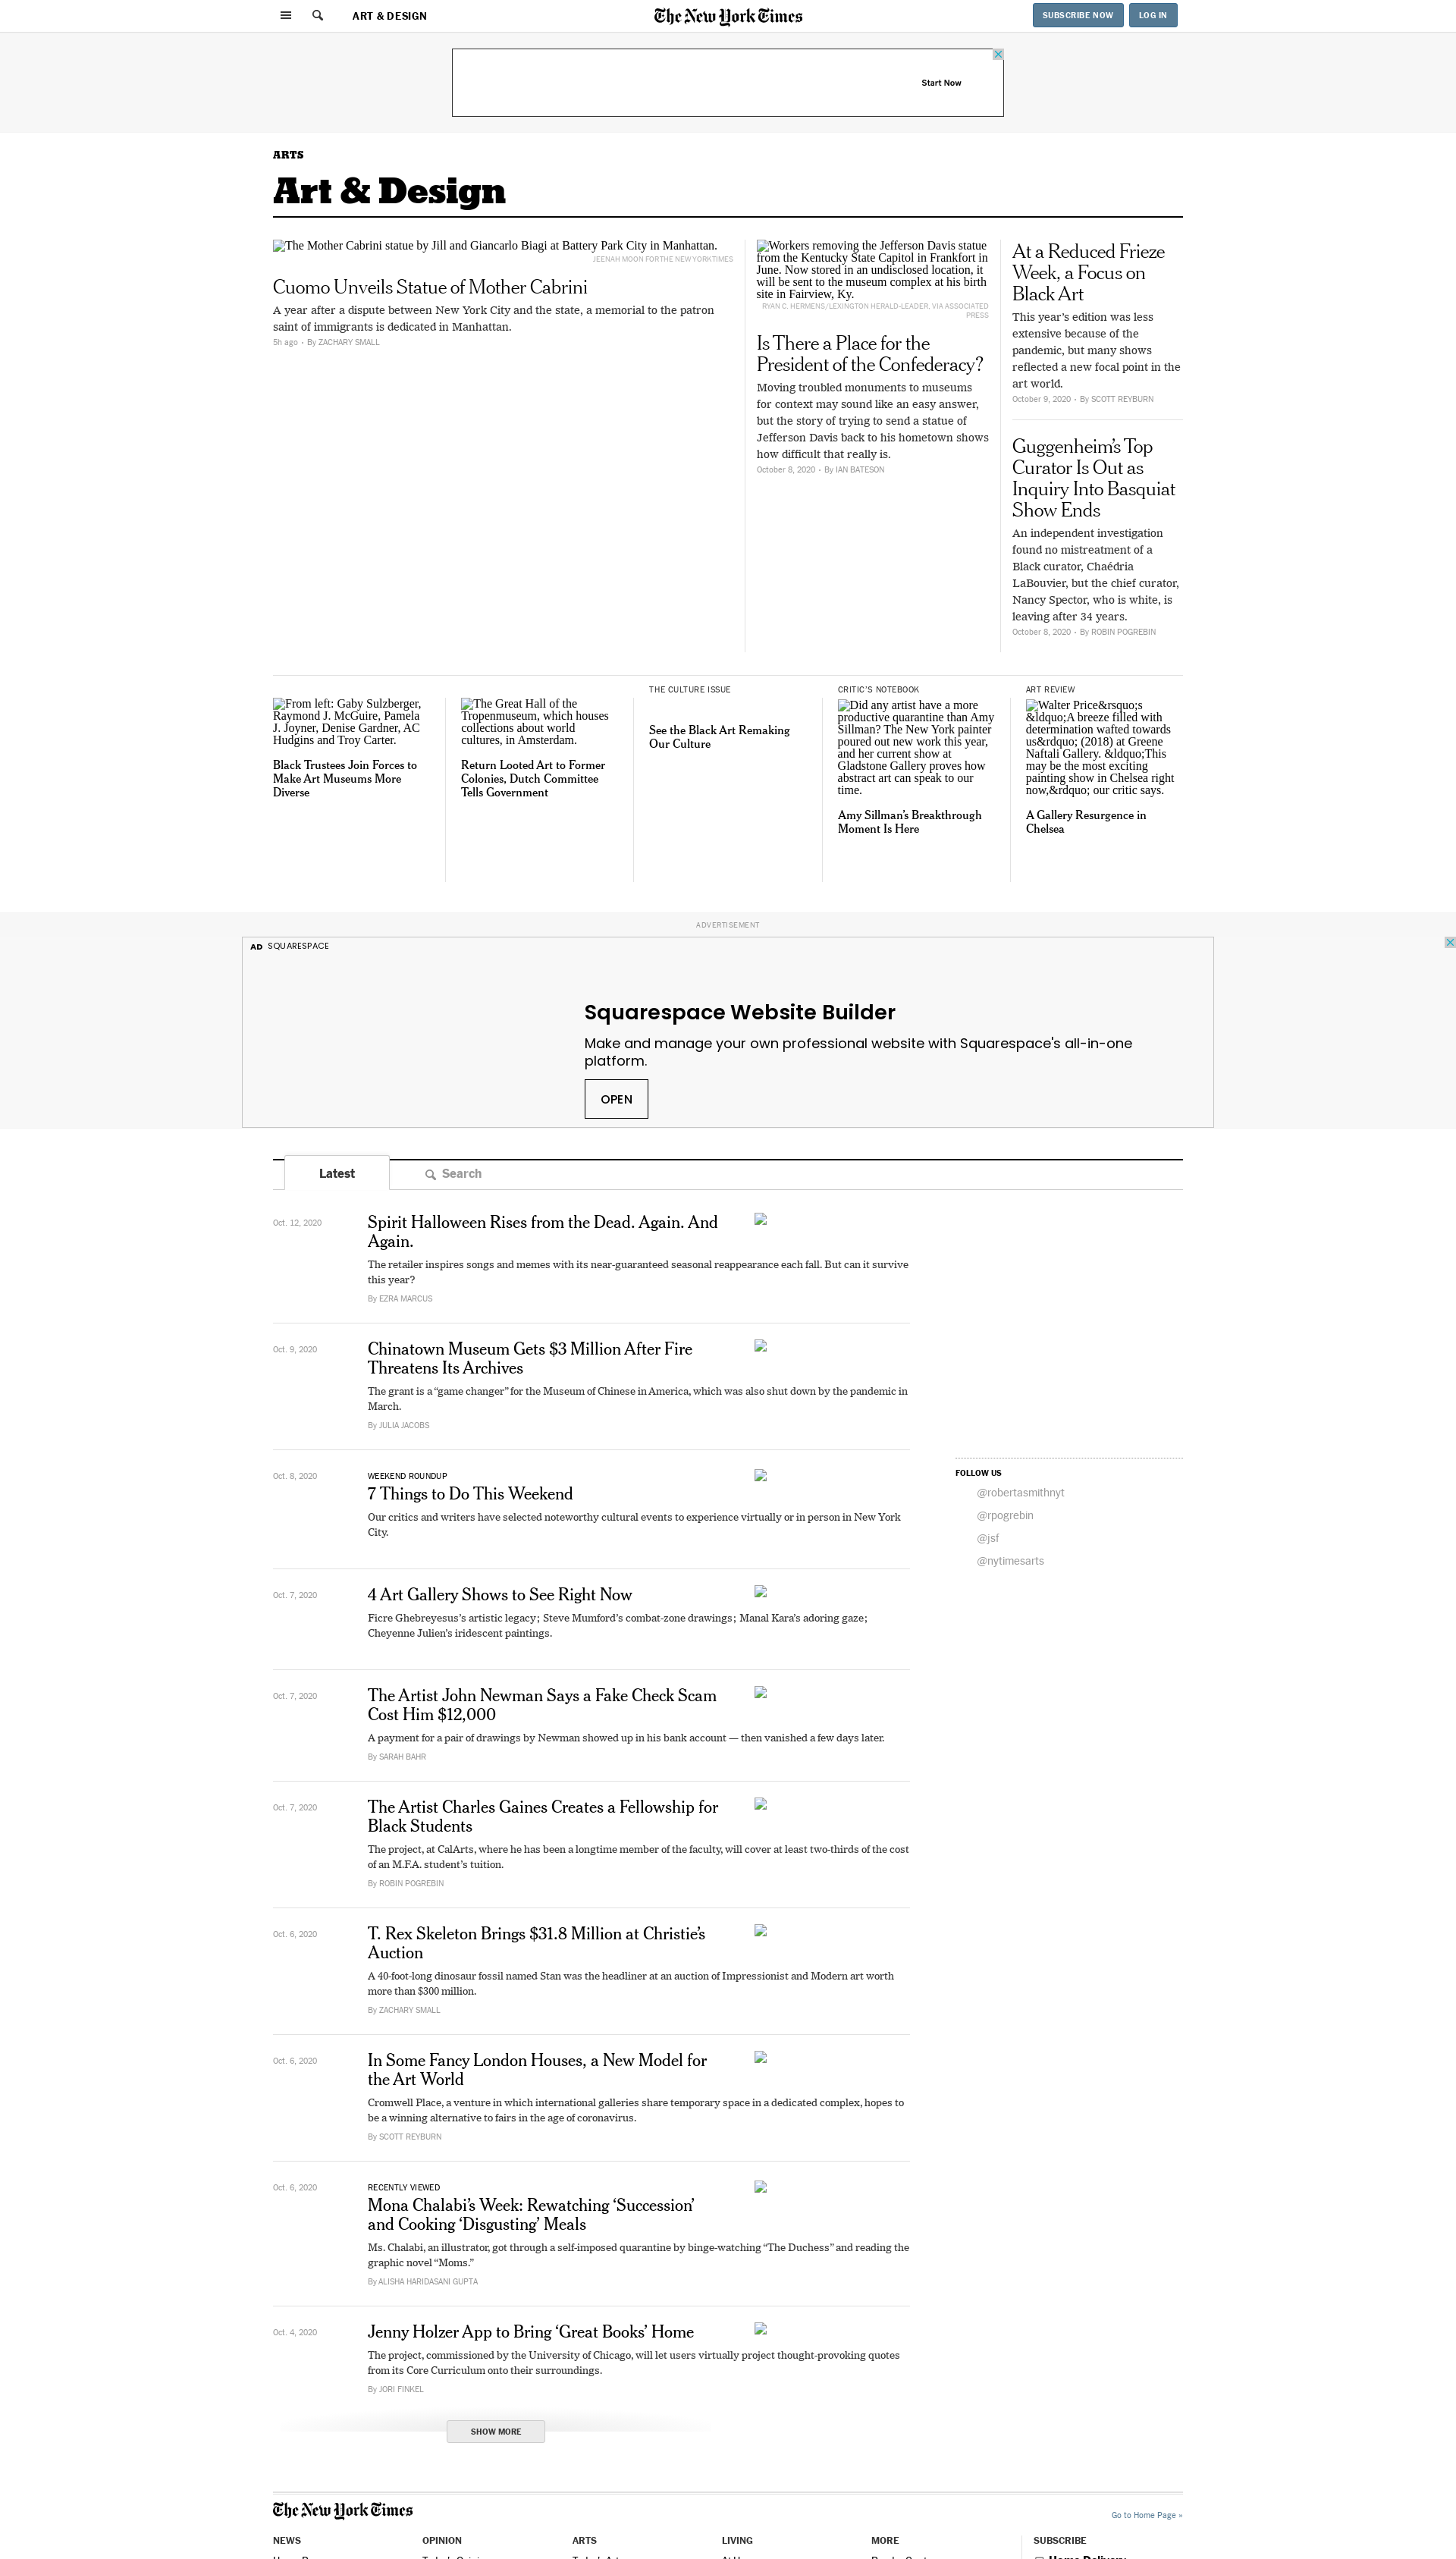 ART & DESIGN
The New York Times
SUBSCRIBE NOW
LOG IN
Start Now
ARTS
Art & Design
The Mother Cabrini statue by Jill and Giancarlo Biagi at Battery Park City in Manhattan.
JEENAH MOON FOR THE NEW YORK TIMES
Cuomo Unveils Statue of Mother Cabrini
A year after a dispute between New York City and the state, a memorial to the patron
saint of immigrants is dedicated in Manhattan.
5h ago • By ZACHARY SMALL
Workers removing the Jefferson Davis statue
from the Kentucky State Capitol in Frankfort in
June. Now stored in an undisclosed location, it
will be sent to the museum complex at his birth
site in Fairview, Ky.
RYAN C. HERMENS/LEXINGTON HERALD-LEADER, VIA ASSOCIATED
PRESS
Is There a Place for the
President of the Confederacy?
Moving troubled monuments to museums
for context may sound like an easy answer,
but the story of trying to send a statue of
Jefferson Davis back to his hometown shows
how difficult that really is.
October 8, 2020 • By IAN BATESON
At a Reduced Frieze
Week, a Focus on
Black Art
This year’s edition was less
extensive because of the
pandemic, but many shows
reflected a new focal point in the
art world.
October 9, 2020 • By SCOTT REYBURN
Guggenheim’s Top
Curator Is Out as
Inquiry Into Basquiat
Show Ends
An independent investigation
found no mistreatment of a
Black curator, Chaédria
LaBouvier, but the chief curator,
Nancy Spector, who is white, is
leaving after 34 years.
October 8, 2020 • By ROBIN POGREBIN
From left: Gaby Sulzberger,
Raymond J. McGuire, Pamela
J. Joyner, Denise Gardner, AC
Hudgins and Troy Carter.
Black Trustees Join Forces to
Make Art Museums More
Diverse
The Great Hall of the
Tropenmuseum, which houses
collections about world
cultures, in Amsterdam.
Return Looted Art to Former
Colonies, Dutch Committee
Tells Government
THE CULTURE ISSUE
See the Black Art Remaking
Our Culture
CRITIC’S NOTEBOOK
Did any artist have a more
productive quarantine than Amy
Sillman? The New York painter
poured out new work this year,
and her current show at
Gladstone Gallery proves how
abstract art can speak to our
time.
Amy Sillman’s Breakthrough
Moment Is Here
ART REVIEW
Walter Price&rsquo;s
&ldquo;A breeze filled with
determination wafted towards
us&rdquo; (2018) at Greene
Naftali Gallery. &ldquo;This
may be the most exciting
painting show in Chelsea right
now,&rdquo; our critic says.
A Gallery Resurgence in
Chelsea
ADVERTISEMENT
AD SQUARESPACE
Squarespace Website Builder
Make and manage your own professional website with Squarespace's all-in-one
platform.
OPEN
Latest
Search
Oct. 12, 2020
Spirit Halloween Rises from the Dead. Again. And
Again.
The retailer inspires songs and memes with its near-guaranteed seasonal reappearance each fall. But can it survive
this year?
By EZRA MARCUS
Oct. 9, 2020
Chinatown Museum Gets $3 Million After Fire
Threatens Its Archives
The grant is a “game changer” for the Museum of Chinese in America, which was also shut down by the pandemic in
March.
By JULIA JACOBS
Oct. 8, 2020
WEEKEND ROUNDUP
7 Things to Do This Weekend
Our critics and writers have selected noteworthy cultural events to experience virtually or in person in New York
City.
FOLLOW US
@robertasmithnyt
@rpogrebin
@jsf
@nytimesarts
Oct. 7, 2020
4 Art Gallery Shows to See Right Now
Ficre Ghebreyesus’s artistic legacy; Steve Mumford’s combat-zone drawings; Manal Kara’s adoring gaze;
Cheyenne Julien’s iridescent paintings.
Oct. 7, 2020
The Artist John Newman Says a Fake Check Scam
Cost Him $12,000
A payment for a pair of drawings by Newman showed up in his bank account — then vanished a few days later.
By SARAH BAHR
Oct. 7, 2020
The Artist Charles Gaines Creates a Fellowship for
Black Students
The project, at CalArts, where he has been a longtime member of the faculty, will cover at least two-thirds of the cost
of an M.F.A. student’s tuition.
By ROBIN POGREBIN
Oct. 6, 2020
T. Rex Skeleton Brings $31.8 Million at Christie’s
Auction
A 40-foot-long dinosaur fossil named Stan was the headliner at an auction of Impressionist and Modern art worth
more than $300 million.
By ZACHARY SMALL
Oct. 6, 2020
In Some Fancy London Houses, a New Model for
the Art World
Cromwell Place, a venture in which international galleries share temporary space in a dedicated complex, hopes to
be a winning alternative to fairs in the age of coronavirus.
By SCOTT REYBURN
Oct. 6, 2020
RECENTLY VIEWED
Mona Chalabi’s Week: Rewatching ‘Succession’
and Cooking ‘Disgusting’ Meals
Ms. Chalabi, an illustrator, got through a self-imposed quarantine by binge-watching “The Duchess” and reading the
graphic novel “Moms.”
By ALISHA HARIDASANI GUPTA
Oct. 4, 2020
Jenny Holzer App to Bring ‘Great Books’ Home
The project, commissioned by the University of Chicago, will let users virtually project thought-provoking quotes
from its Core Curriculum onto their surroundings.
By JORI FINKEL
SHOW MORE
The New York Times
Go to Home Page »
NEWS
OPINION
ARTS
LIVING
MORE
SUBSCRIBE